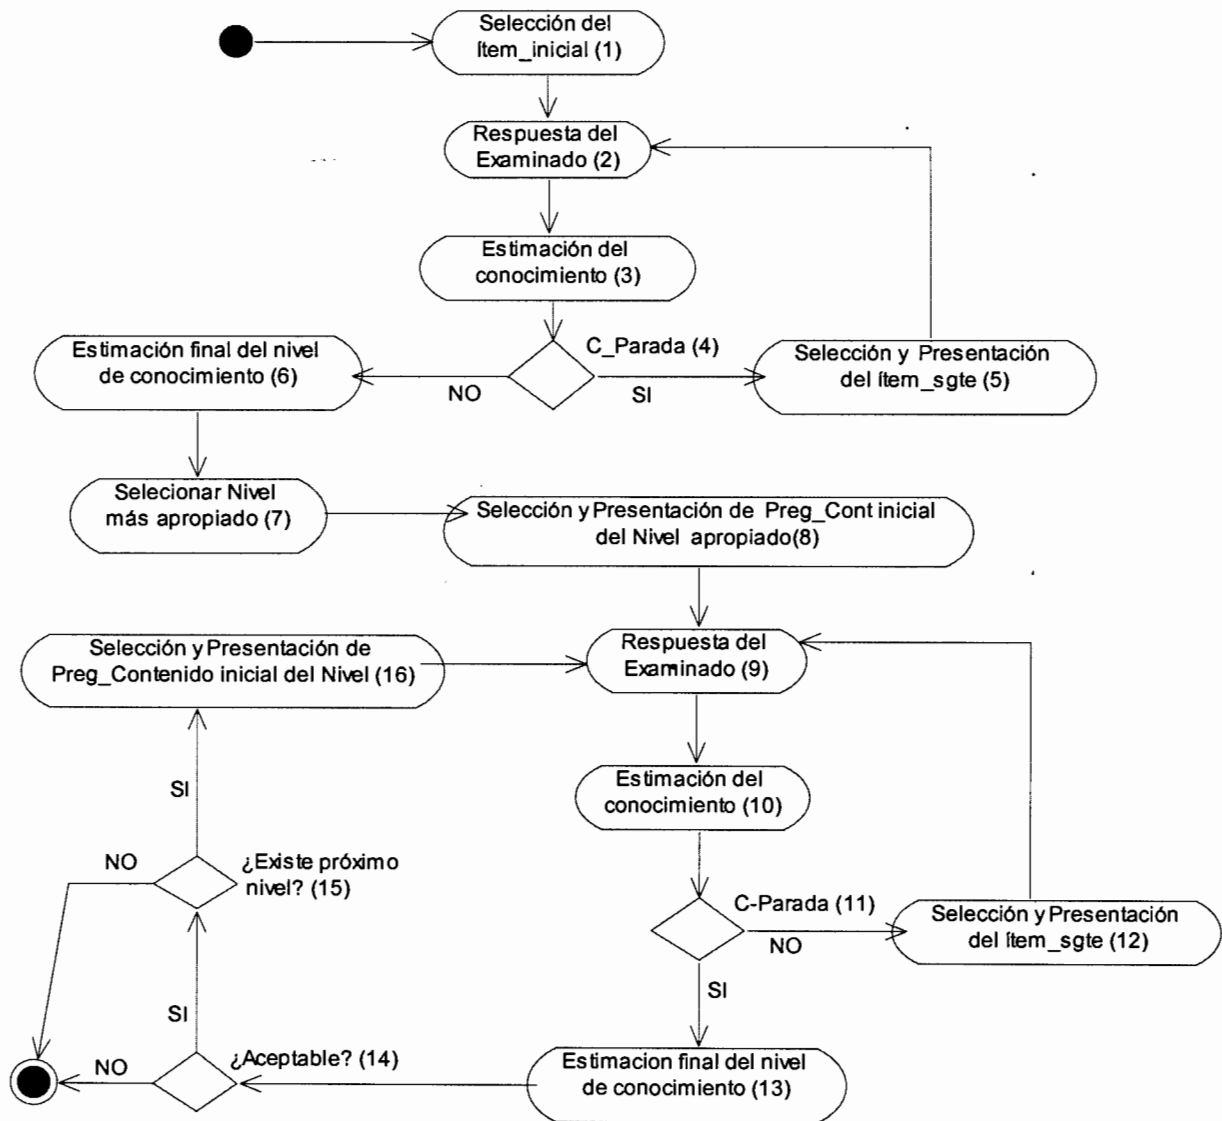 Selección del
Ítem_inicial (1)
Respuesta del
Examinado (2)
Estimación del
conocimiento (3)
C_Parada (4)
NO
SI
Selección y Presentación
del ítem_sgte (5)
Estimación final del nivel
de conocimiento (6)
Selecionar Nivel
más apropiado (7)
Selección y Presentación de Preg_Cont inicial
del Nivel apropiado(8)
Selección y Presentación de
Preg_Contenido inicial del Nivel (16)
Respuesta del
Examinado (9)
Estimación del
conocimiento (10)
SI
NO
¿Existe próximo
nivel? (15)
C-Parada (11)
NO
Selección y Presentación
del Ítem_sgte (12)
SI
SI
NO
¿Aceptable? (14)
Estimacion final del nivel
de conocimiento (13)